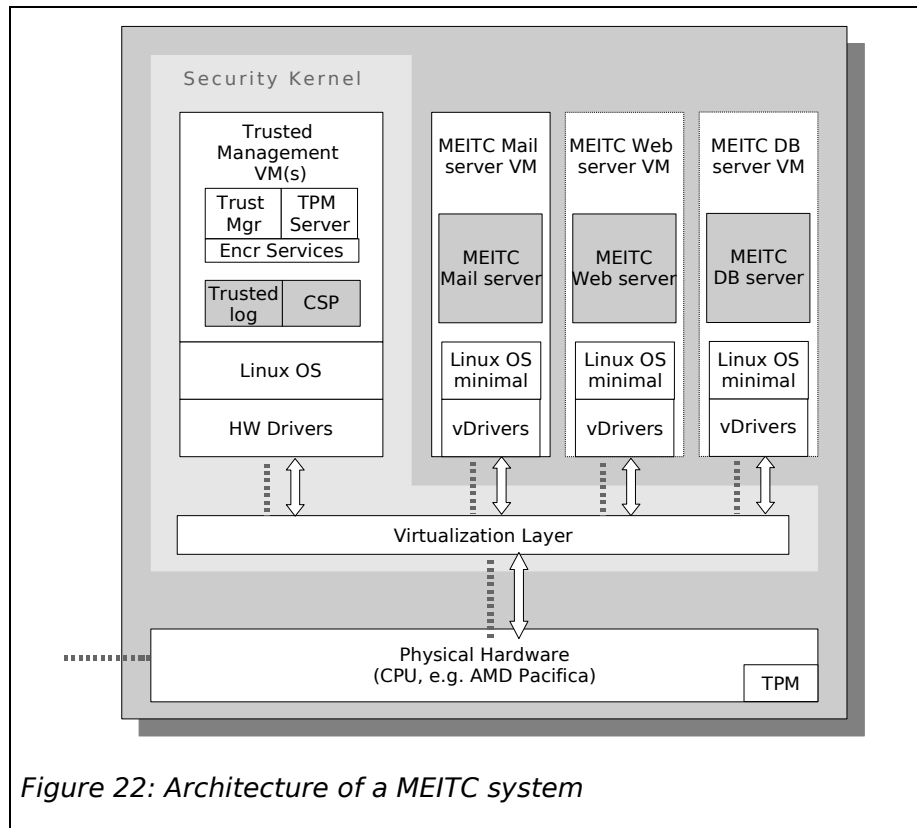 Security Kernel
Trusted
Management
VM(s)
Trust
Mgr
TPM
Server
Encr Services
Trusted
log
CSP
Linux OS
HW Drivers
MEITC Mail
server VM
MEITC
Mail server
Linux OS
minimal
vDrivers
MEITC Web
server VM
MEITC
Web server
Linux OS
minimal
vDrivers
MEITC DB
server VM
MEITC
DB server
Linux OS
minimal
vDrivers
Virtualization Layer
Physical Hardware
(CPU, e.g. AMD Pacifica)
TPM
Figure 22: Architecture of a MEITC system